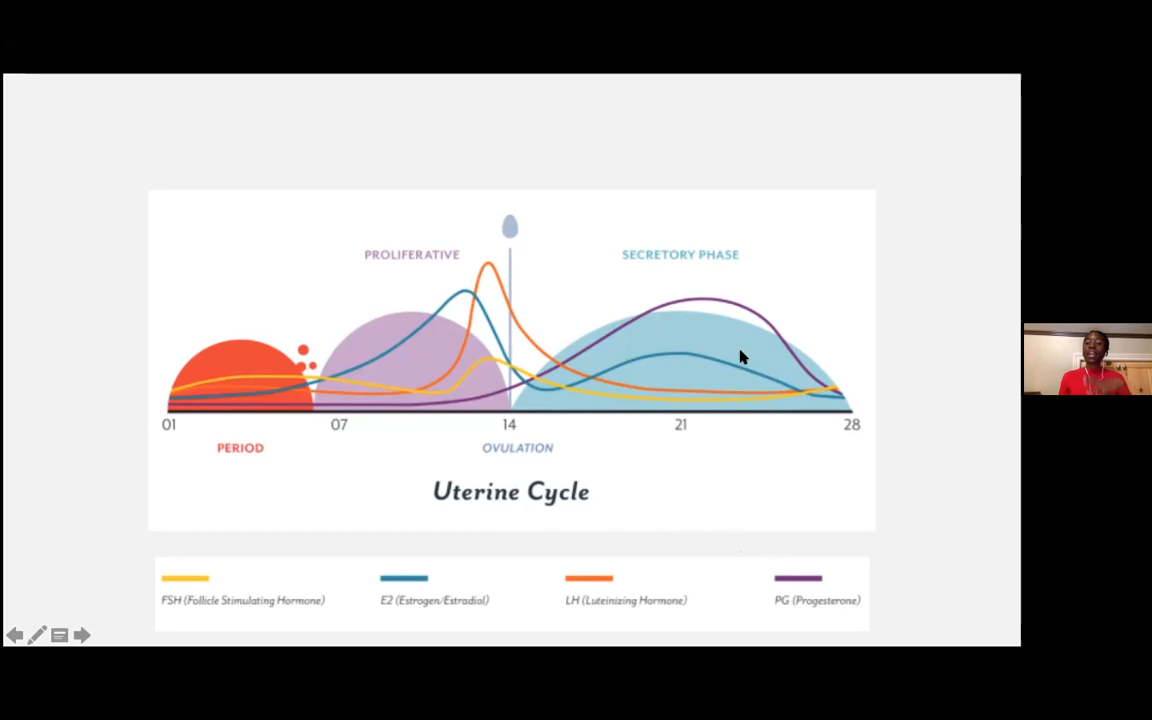 PROLIFERATIVE
SECRETORY PHASE
01 07 14 21 28
PERIOD
OVULATION
Uterine Cycle
FSH (Follicle Stimulating Hormone)
E2 (Estrogen/Estradiol)
LH (Luteinizing Hormone)
PG (Progesterone)